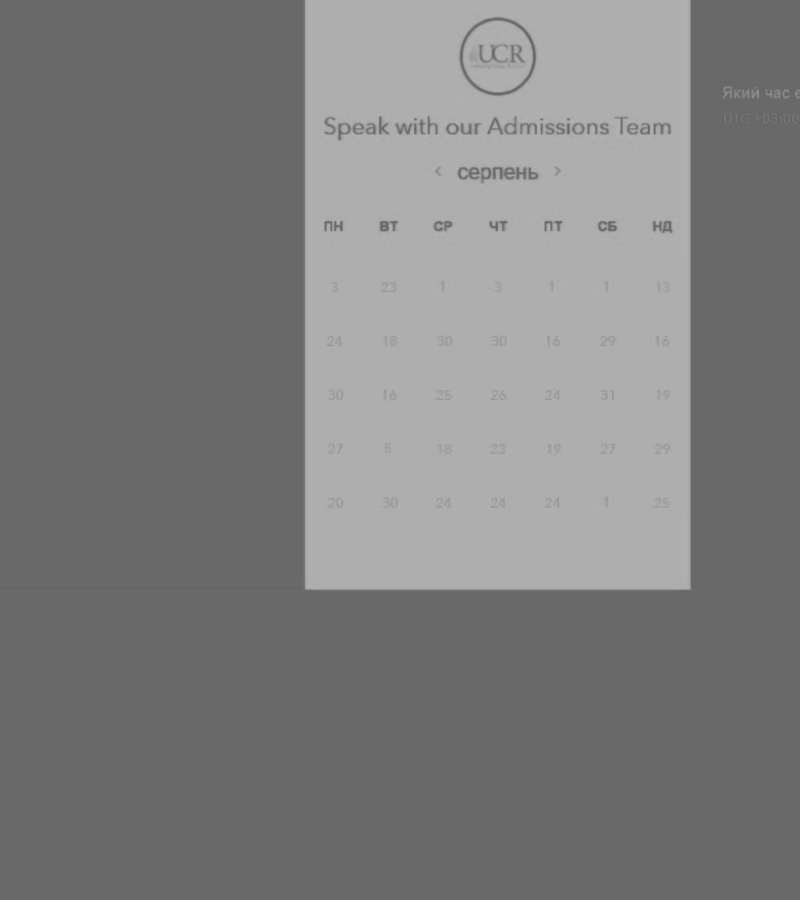 UCR
Speak with our Admissions Team
< серпень >
ПН ВТ СР ЧТ ПТ СБ НД
3 23 1 3 1 1 13
24 18 30 30 16 29 16
30 16 25 26 24 31 19
27 5 18 23 19 27 29
20 30 24 24 24 1 25
Який час є
UTC +03:00